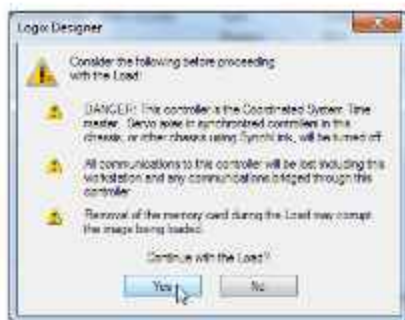 Logix Designer
Consider the following before proceeding
with the Load:
DANGER: This controller is the Coordinated System Time
master. Servo axes in synchronized controllers in this
chassis, or other chassis using SynchLink, will be turned off.
All communications to this controller will be lost including this
workstation and any communications bridged through this
controller.
Removal of the memory card during the Load may corrupt
the image being loaded.
Continue with the Load?
Yes
No